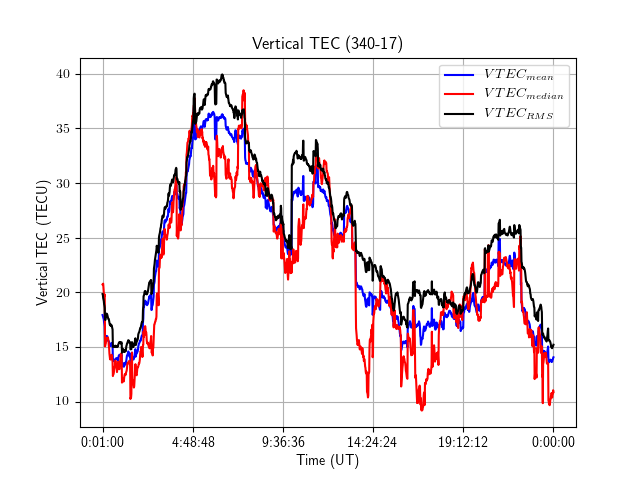 Vertical TEC (340-17)
VTEC_mean
VTEC_median
VTEC_RMS
Vertical TEC (TECU)
40
35
30
25
20
15
10
0:01:00 4:48:48 9:36:36 14:24:24 19:12:12 0:00:00
Time (UT)